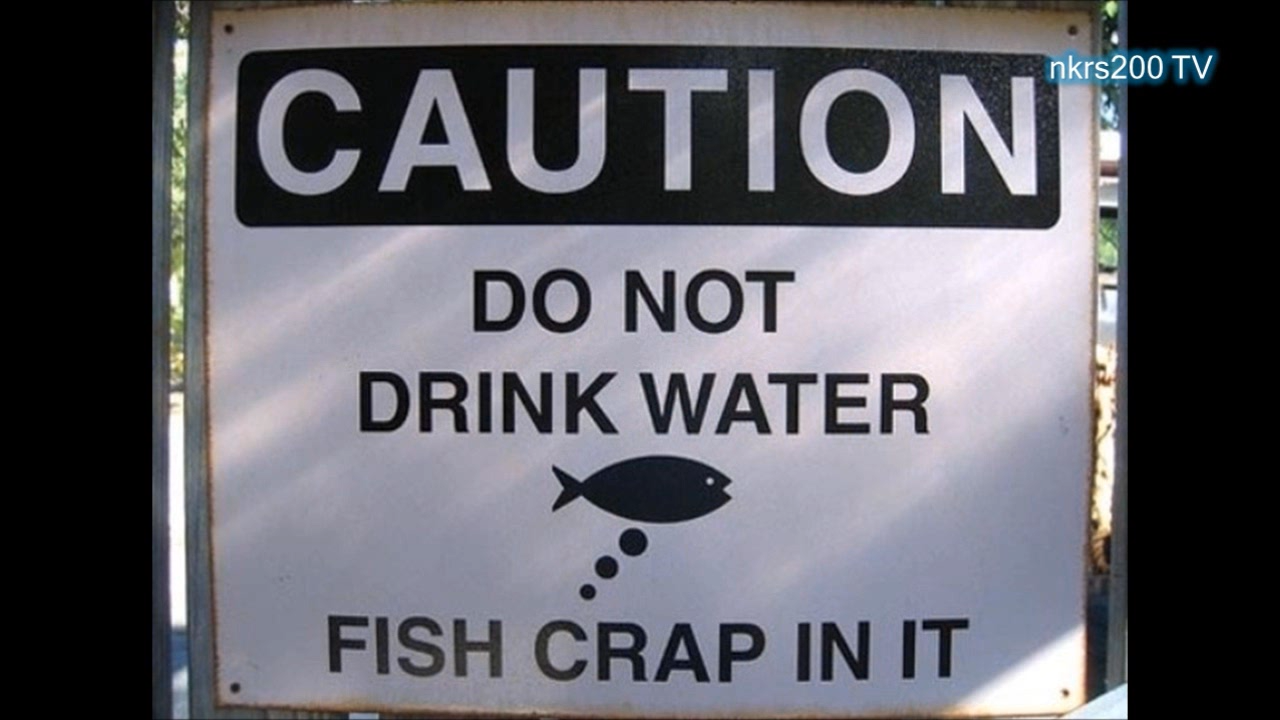 nkrs200 TV
CAUTION
DO NOT
DRINK WATER
FISH CRAP IN IT